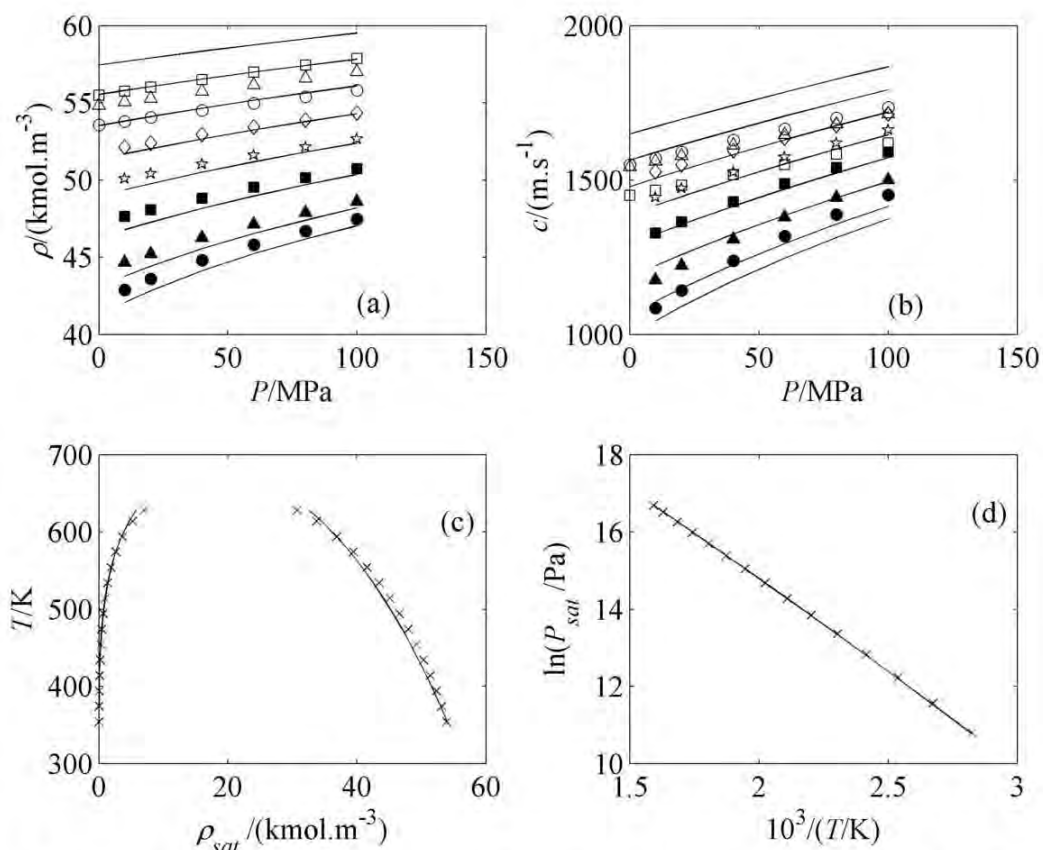 60
55
50
45
40
ρ/(kmol.m-3)
0
50
100
150
P/MPa
(a)
2000
1500
1000
c/(m.s-1)
0
50
100
150
P/MPa
(b)
700
600
500
400
300
T/K
0
20
40
60
ρsat/(kmol.m-3)
(c)
18
16
14
12
10
ln(Psat/Pa)
1.5
2
2.5
3
10³/(T/K)
(d)